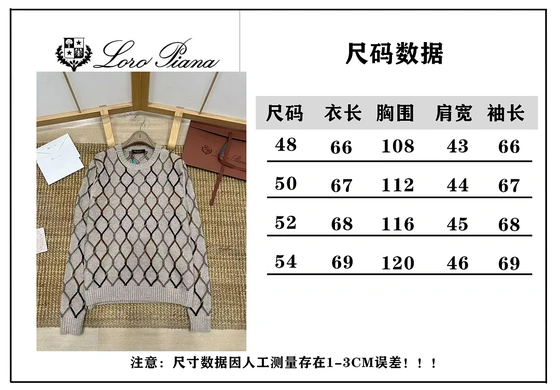 Loro Piana
尺码数据
尺码 衣长 胸围 肩宽 袖长
48 66 108 43 66
50 67 112 44 67
52 68 116 45 68
54 69 120 46 69
注意：尺寸数据因人工测量存在1-3CM误差！！！